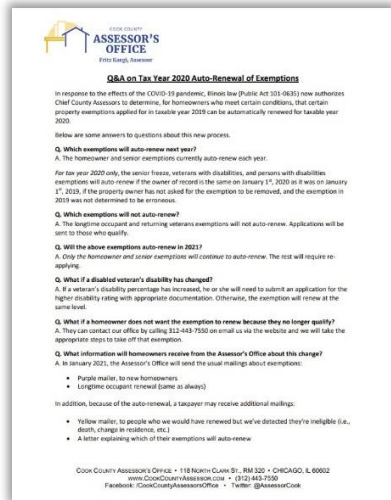 COOK COUNTY
ASSESSOR'S
OFFICE
Fritz Kaegi, Assessor
Q&A on Tax Year 2020 Auto-Renewal of Exemptions
In response to the effects of the COVID-19 pandemic, Illinois law (Public Act 101-0635) now authorizes
Chief County Assessors to determine, for homeowners who meet certain conditions, that certain
property exemptions applied for in taxable year 2019 can be automatically renewed for taxable year
2020.
Below are some answers to questions about this new process.
Q. Which exemptions will auto-renew next year?
A. The homeowner and senior exemptions currently auto-renew each year.
For tax year 2020 only, the senior freeze, veterans with disabilities, and persons with disabilities
exemptions will auto-renew if the owner of record is the same on January 1st, 2020 as it was on January
1st, 2019, if the property owner has not asked for the exemption to be removed, and the exemption in
2019 was not determined to be erroneous.
Q. Which exemptions will not auto-renew?
A. The longtime occupant and returning veterans exemptions will not auto-renew. Applications will be
sent to those who qualify.
Q. Will the above exemptions auto-renew in 2021?
A. Only the homeowner and senior exemptions will continue to auto-renew. The rest will require re-
applying.
Q. What if a disabled veteran's disability has changed?
A. If a veteran's disability percentage has increased, he or she will need to submit an application for the
higher disability rating with appropriate documentation. Otherwise, the exemption will renew at the
same level.
Q. What if a homeowner does not want the exemption to renew because they no longer qualify?
A. They can contact our office by calling 312-443-7550 on email us via the website and we will take the
appropriate steps to take off that exemption.
Q. What information will homeowners receive from the Assessor's Office about this change?
A. In January 2021, the Assessor's Office will send the usual mailings about exemptions:
• Purple mailer, to new homeowners
• Longtime occupant renewal (same as always)
In addition, because of the auto-renewal, a taxpayer may receive additional mailings:
• Yellow mailer, to people who we would have renewed but we've detected they're ineligible (i.e.,
death, change in residence, etc.)
• A letter explaining which of their exemptions will auto-renew
COOK COUNTY ASSESSOR'S OFFICE • 118 NORTH CLARK ST., RM 320 • CHICAGO, IL 60602
WWW.COOKCOUNTYASSESSOR.COM • (312) 443-7550
Facebook: /CookCountyAssessorsOffice • Twitter: @AssessorCook